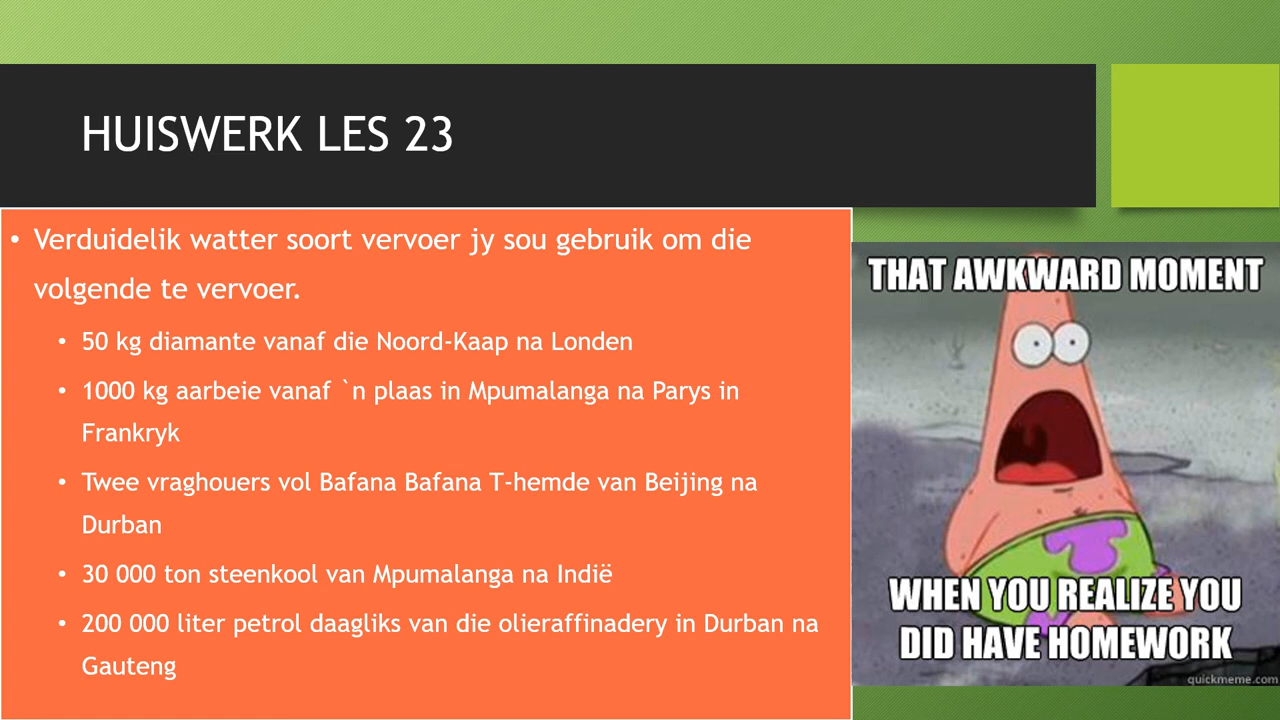 HUISWERK LES 23
• Verduidelik watter soort vervoer jy sou gebruik om die
volgende te vervoer.
• 50 kg diamante vanaf die Noord-Kaap na Londen
• 1000 kg aarbeie vanaf `n plaas in Mpumalanga na Parys in
Frankryk
• Twee vraghouers vol Bafana Bafana T-hemde van Beijing na
Durban
• 30 000 ton steenkool van Mpumalanga na Indië
• 200 000 liter petrol daagliks van die olieraffinadery in Durban na
Gauteng
THAT AWKWARD MOMENT
WHEN YOU REALIZE YOU
DID HAVE HOMEWORK
quickmeme.com